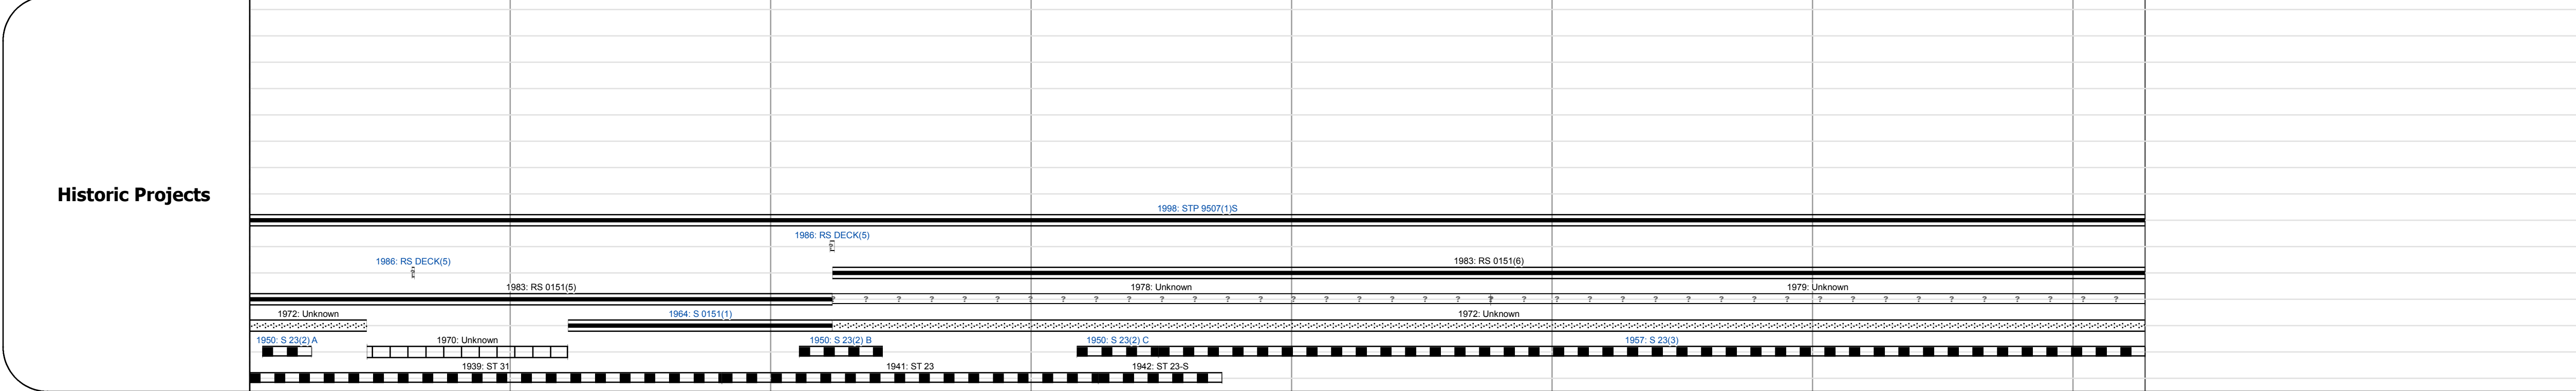 Historic Projects
1998: STP 9507(1)S
1986: RS DECK(5)
1986: RS DECK(5)
1983: RS 0151(6)
1983: RS 0151(5)
1978: Unknown
1979: Unknown
1972: Unknown
1964: S 0151(1)
1972: Unknown
1950: S 23(2) A
1970: Unknown
1950: S 23(2) B
1950: S 23(2) C
1957: S 23(3)
1939: ST 31
1941: ST 23
1942: ST 23-S